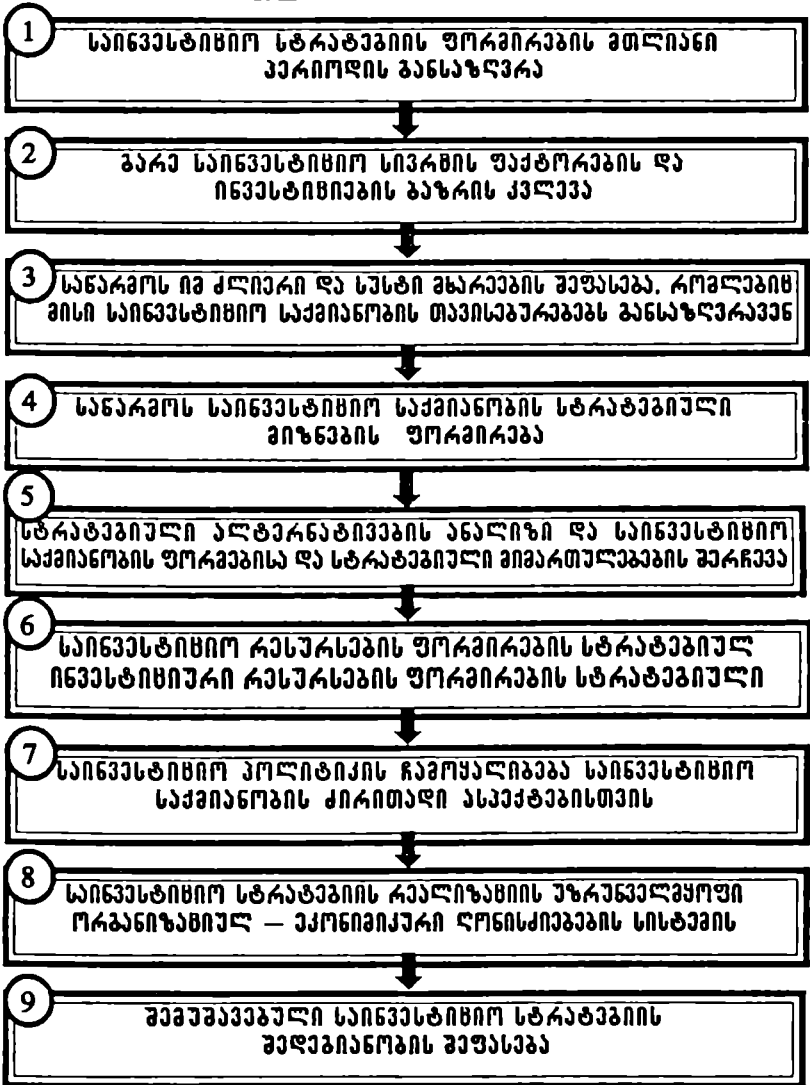 1
საინვესტიციო სტრატეგიის ფორმირების მთლიანი
პერიოდის განსაზღვრა
2
გარე საინვესტიციო სივრცის ფაქტორების და
ინვესტიციების ბაზრის კვლევა
3
საწარმოს იმ ძლიერი და სუსტი მხარეების შეფასება, რომლებიც
მისი საინვესტიციო საქმიანობის თავისებურებებს განსაზღვრავენ
4
საწარმოს საინვესტიციო საქმიანობის სტრატეგიული
მიზნების ფორმირება
5
სტრატეგიული ალტერნატივების ანალიზი და საინვესტიციო
საქმიანობის ფორმებისა და სტრატეგიული მიმართულებების შერჩევა
6
საინვესტიციო რესურსების ფორმირების სტრატეგიულ
ინვესტიციური რესურსების ფორმირების სტრატეგიული
7
საინვესტიციო პოლიტიკის ჩამოყალიბება საინვესტიციო
საქმიანობის ძირითადი ასპექტებისთვის
8
საინვესტიციო სტრატეგიის რეალიზაციის უზრუნველმყოფი
ორგანიზაციულ – ეკონიმიკური ღონისძიებების სისტემის
9
შემუშავებული საინვესტიციო სტრატეგიის
შედეგიანობის შეფასება